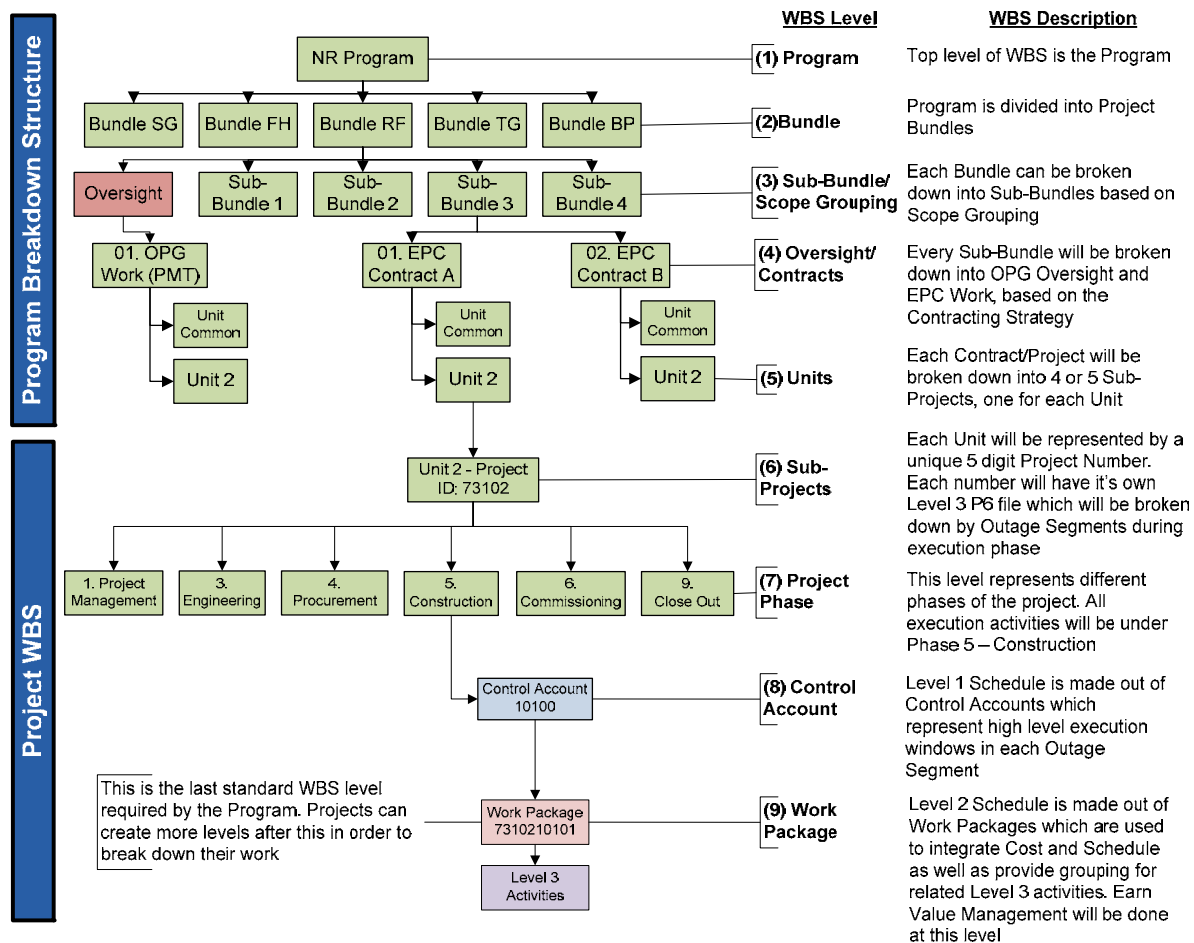 WBS Level
WBS Description
Program Breakdown Structure
NR Program
(1) Program
Top level of WBS is the Program
Bundle SG
Bundle FH
Bundle RF
Bundle TG
Bundle BP
(2)Bundle
Program is divided into Project
Bundles
Oversight
Sub-
Bundle 1
Sub-
Bundle 2
Sub-
Bundle 3
Sub-
Bundle 4
(3) Sub-Bundle/
Scope Grouping
Each Bundle can be broken
down into Sub-Bundles based on
Scope Grouping
01. OPG
Work (PMT)
01. EPC
Contract A
02. EPC
Contract B
(4) Oversight/
Contracts
Every Sub-Bundle will be broken
down into OPG Oversight and
EPC Work, based on the
Contracting Strategy
Unit
Common
Unit
Common
Unit
Common
Unit 2
Unit 2
Unit 2
(5) Units
Each Contract/Project will be
broken down into 4 or 5 Sub-
Projects, one for each Unit
Project WBS
Unit 2 - Project
ID: 73102
(6) Sub-
Projects
Each Unit will be represented by a
unique 5 digit Project Number.
Each number will have it's own
Level 3 P6 file which will be broken
down by Outage Segments during
execution phase
1. Project
Management
3.
Engineering
4.
Procurement
5.
Construction
6.
Commissioning
9.
Close Out
(7) Project
Phase
This level represents different
phases of the project. All
execution activities will be under
Phase 5 – Construction
Control Account
10100
(8) Control
Account
Level 1 Schedule is made out of
Control Accounts which
represent high level execution
windows in each Outage
Segment
This is the last standard WBS level
required by the Program. Projects can
create more levels after this in order to
break down their work
Work Package
7310210101
(9) Work
Package
Level 2 Schedule is made out of
Work Packages which are used
to integrate Cost and Schedule
as well as provide grouping for
related Level 3 activities. Earn
Value Management will be done
at this level
Level 3
Activities